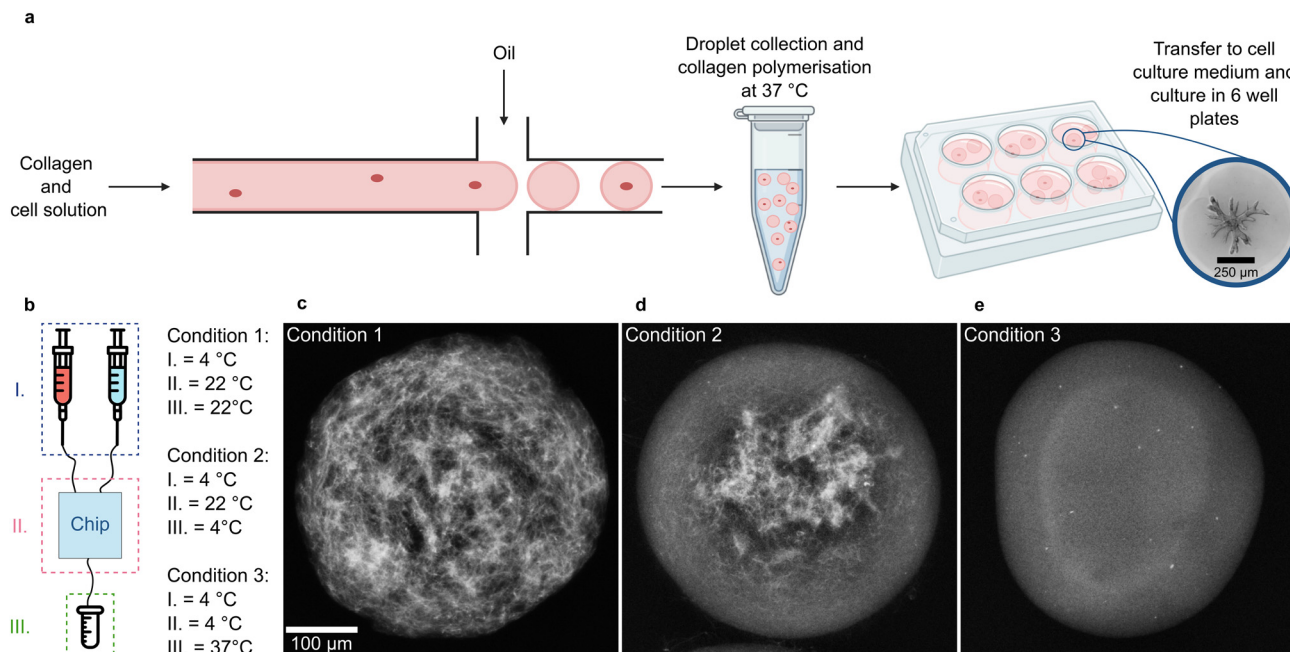 a
Oil
Collagen
and
cell solution
Droplet collection and
collagen polymerisation
at 37 °C
Transfer to cell
culture medium and
culture in 6 well
plates
250 µm
b
I.
II.
Chip
III.
Condition 1:
I. = 4 °C
II. = 22 °C
III. = 22°C
Condition 2:
I. = 4 °C
II. = 22 °C
III. = 4°C
Condition 3:
I. = 4 °C
II. = 4 °C
III. = 37°C
c
Condition 1
100 µm
d
Condition 2
e
Condition 3